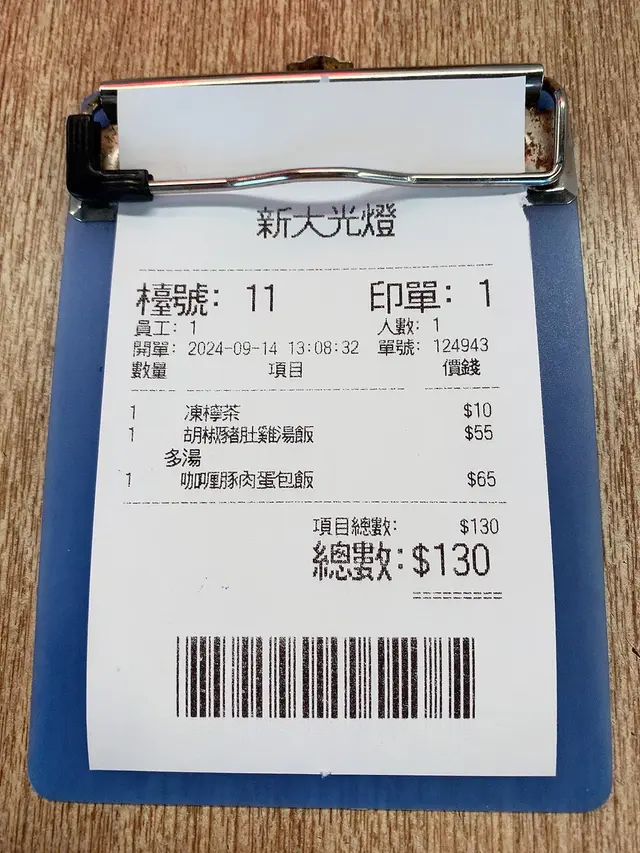 新大光燈
檯號: 11 印單: 1
員工: 1 人數: 1
開單: 2024-09-14 13:08:32 單號: 124943
數量 項目 價錢
1 凍檸茶 $10
1 胡椒豬肚雞湯飯 $55
多湯
1 咖喱豚肉蛋包飯 $65
項目總數: $130
總數: $130